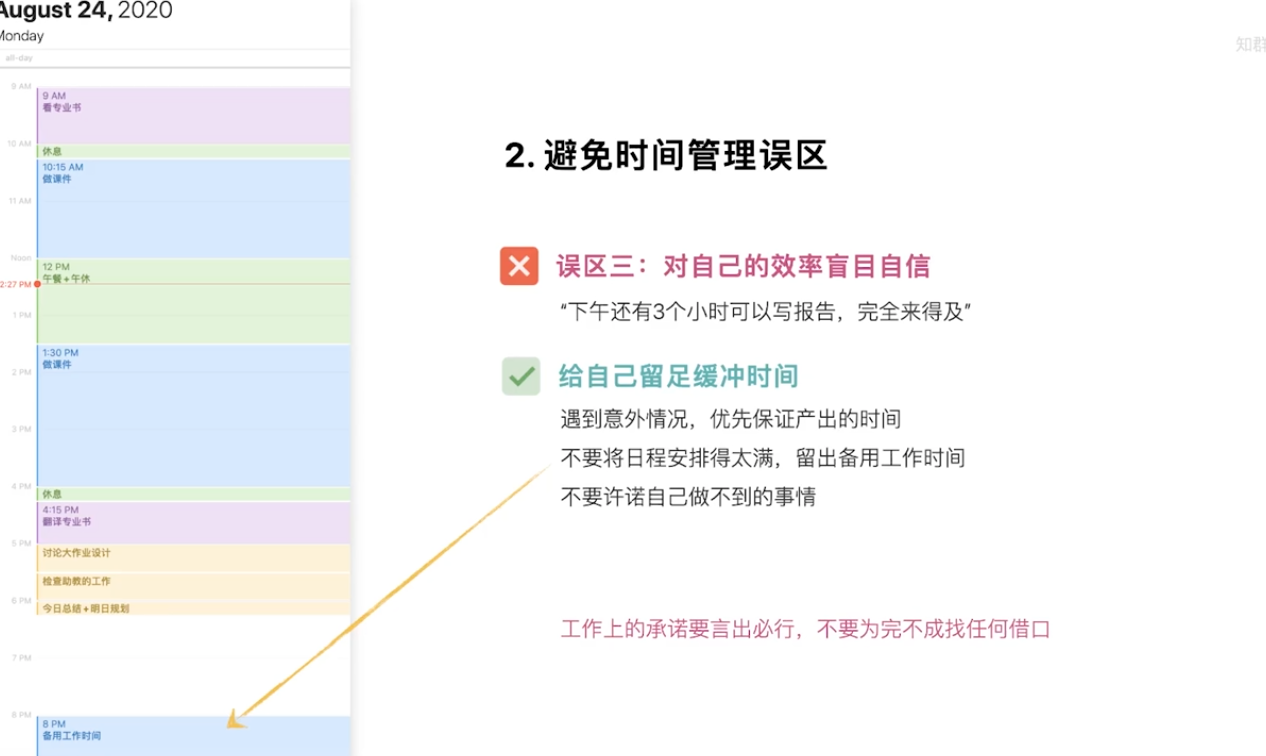 August 24, 2020
Monday
all-day
9 AM
9 AM
看专业书
10 AM
休息
10:15 AM
做课件
11 AM
Noon
12 PM
午餐+午休
2:27 PM
1 PM
1:30 PM
做课件
2 PM
3 PM
4 PM
休息
4:15 PM
翻译专业书
5 PM
讨论大作业设计
检查助教的工作
6 PM
今日总结+明日规划
7 PM
8 PM
8 PM
备用工作时间
知群
2. 避免时间管理误区
误区三：对自己的效率盲目自信
“下午还有3个小时可以写报告，完全来得及”
给自己留足缓冲时间
遇到意外情况，优先保证产出的时间
不要将日程安排得太满，留出备用工作时间
不要许诺自己做不到的事情
工作上的承诺要言出必行，不要为完不成找任何借口